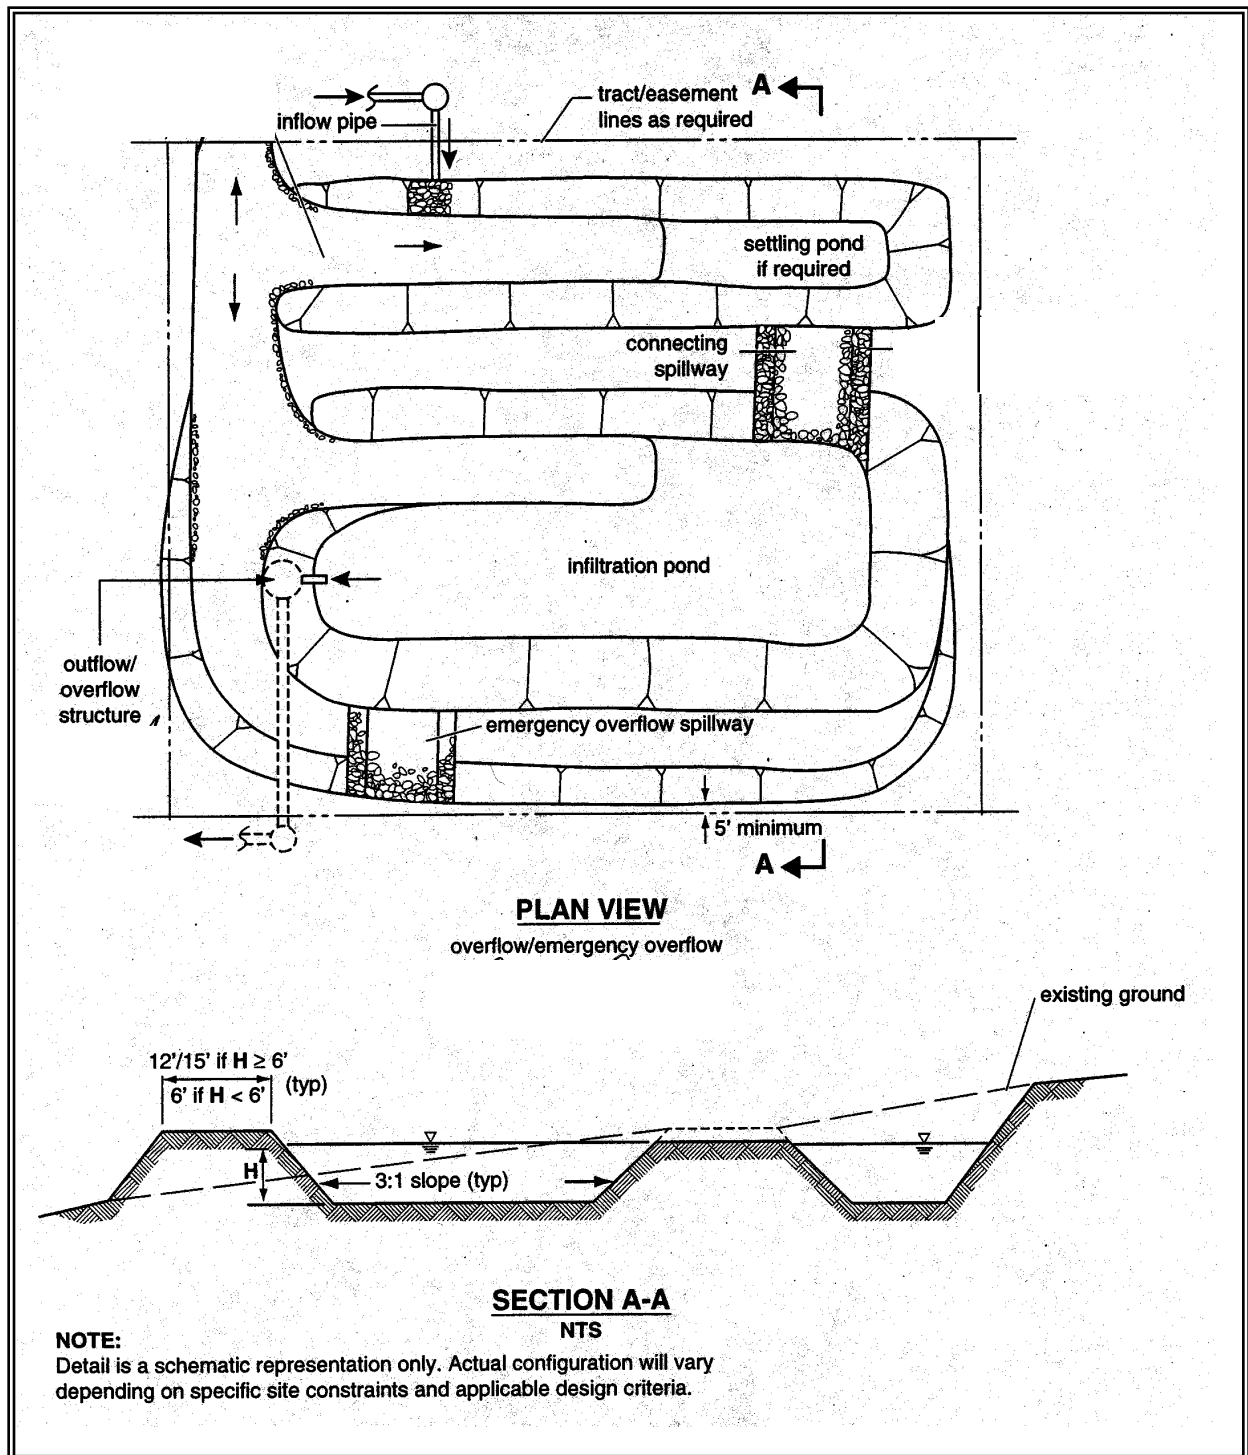 A
tract/easement
lines as required
inflow pipe
settling pond
if required
connecting
spillway
infiltration pond
outflow/
overflow
structure
emergency overflow spillway
5' minimum
A
PLAN VIEW
overflow/emergency overflow
existing ground
12'/15' if H ≥ 6'
6' if H < 6'
(typ)
H
3:1 slope (typ)
SECTION A-A
NTS
NOTE:
Detail is a schematic representation only. Actual configuration will vary
depending on specific site constraints and applicable design criteria.